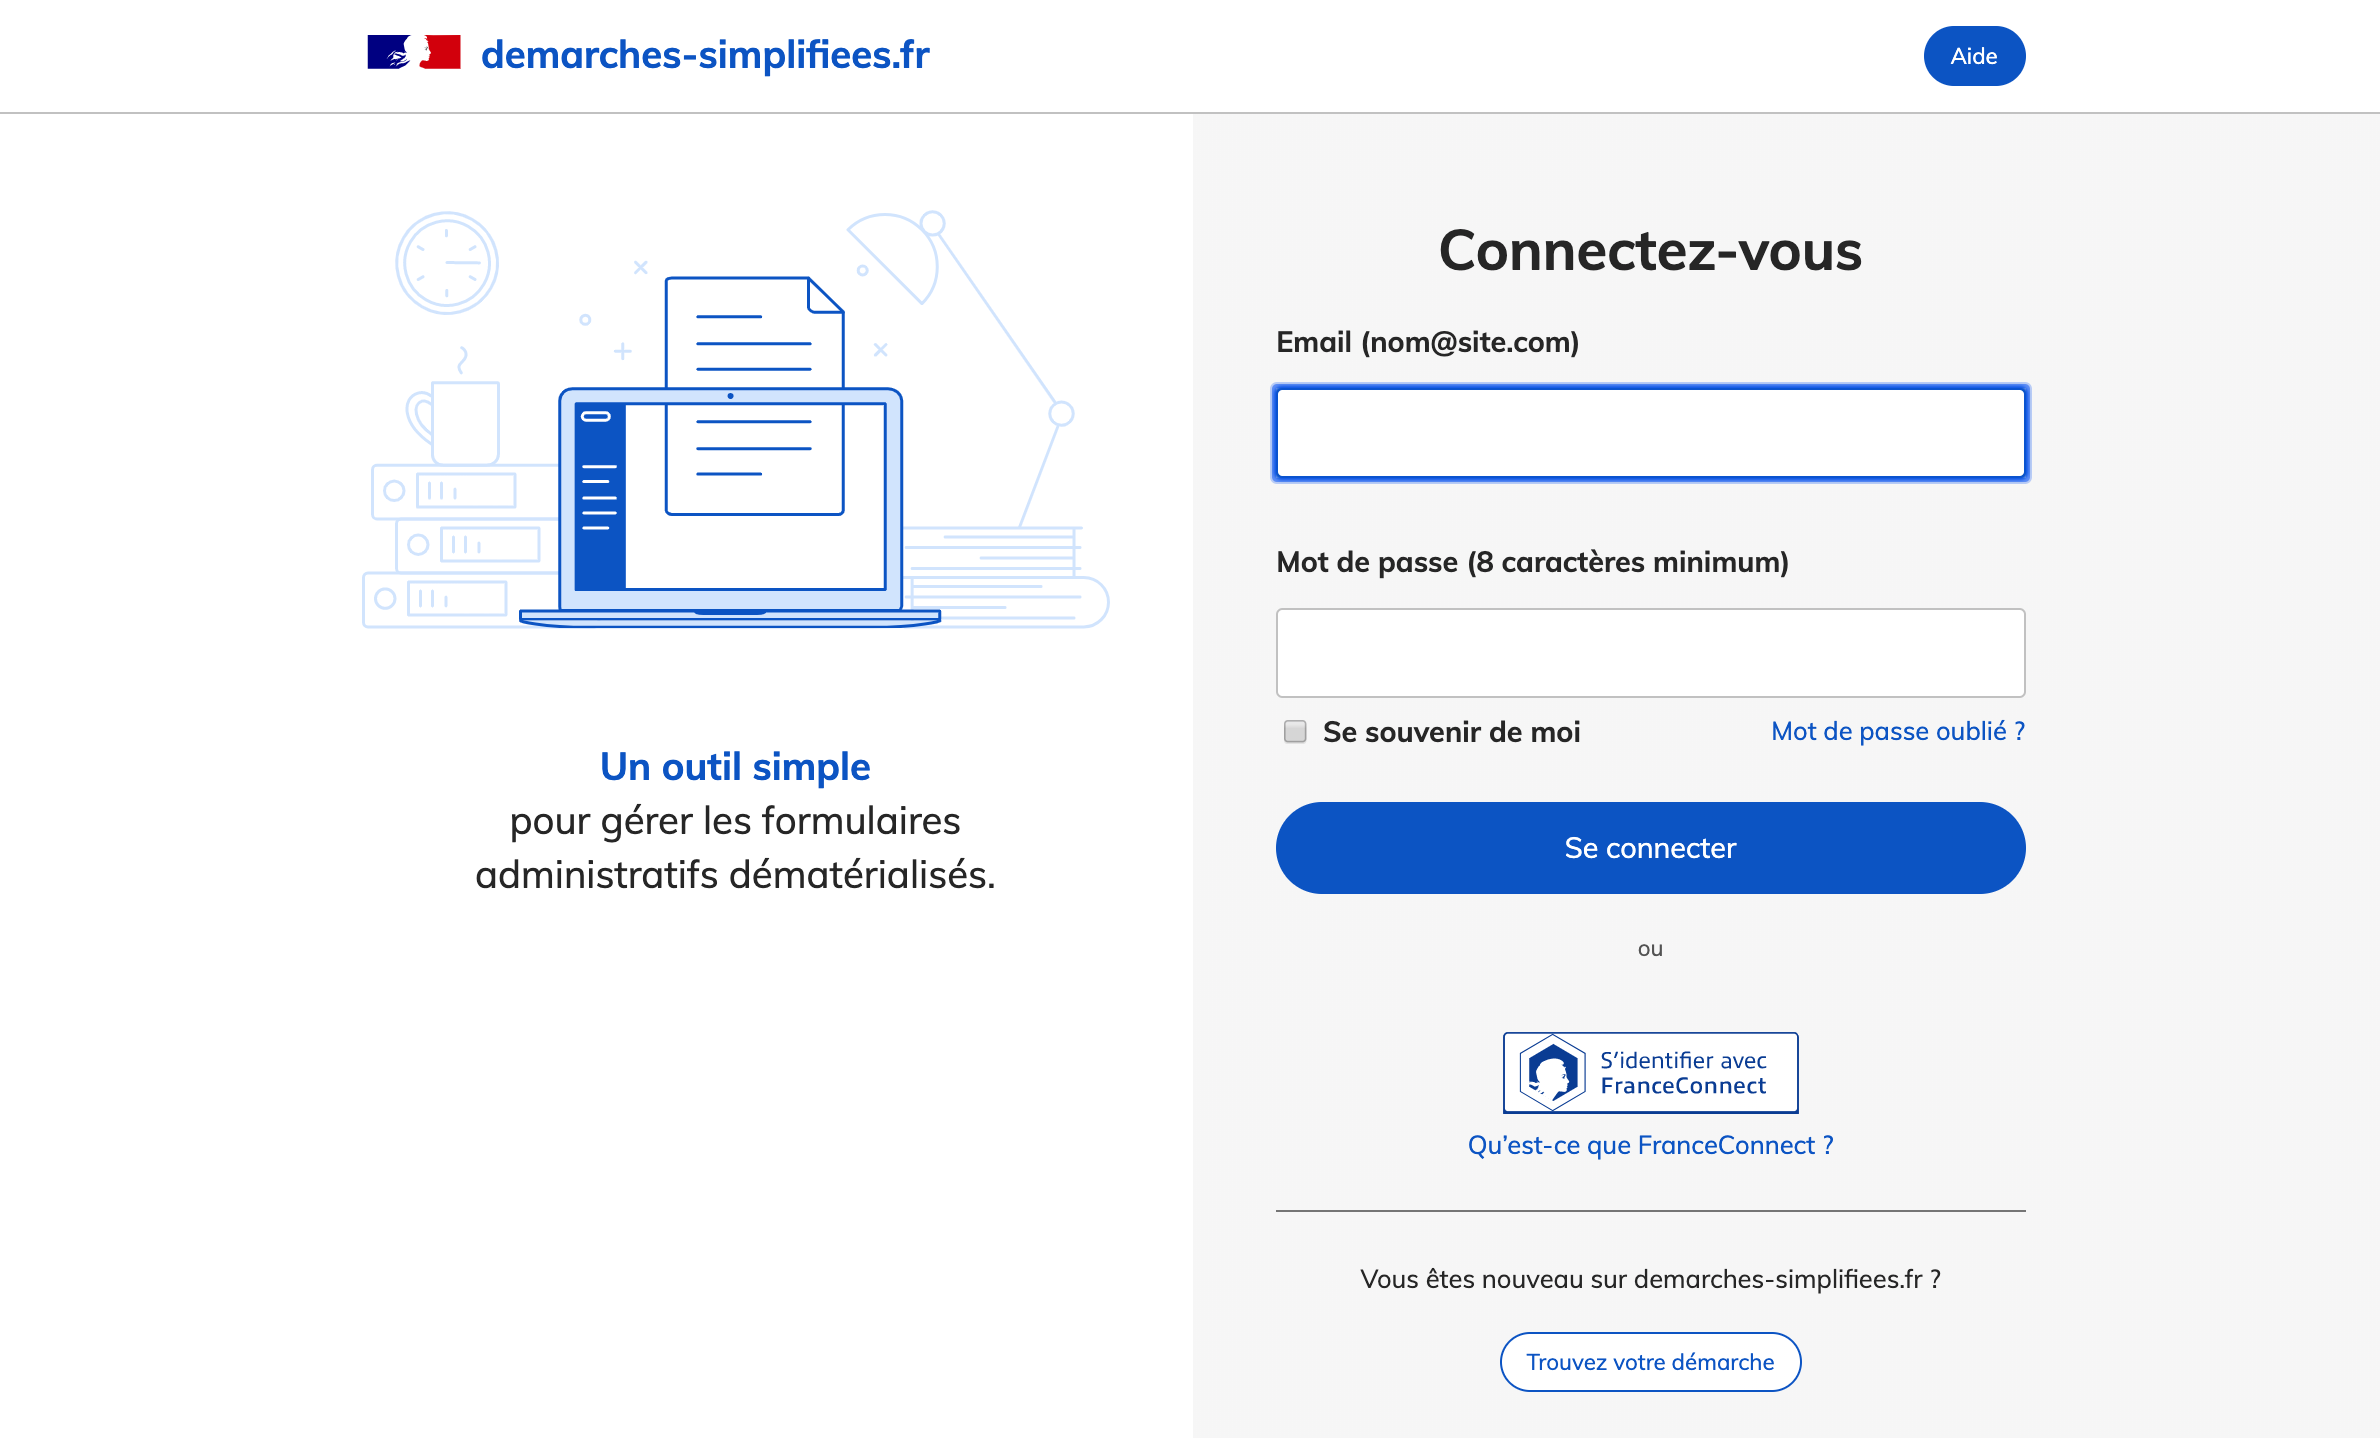 demarches-simplifiees.fr
Aide
Un outil simple
pour gérer les formulaires
administratifs dématérialisés.
Connectez-vous
Email (nom@site.com)
Mot de passe (8 caractères minimum)
Se souvenir de moi
Mot de passe oublié ?
Se connecter
ou
S’identifier avec
FranceConnect
Qu’est-ce que FranceConnect ?
Vous êtes nouveau sur demarches-simplifiees.fr ?
Trouvez votre démarche